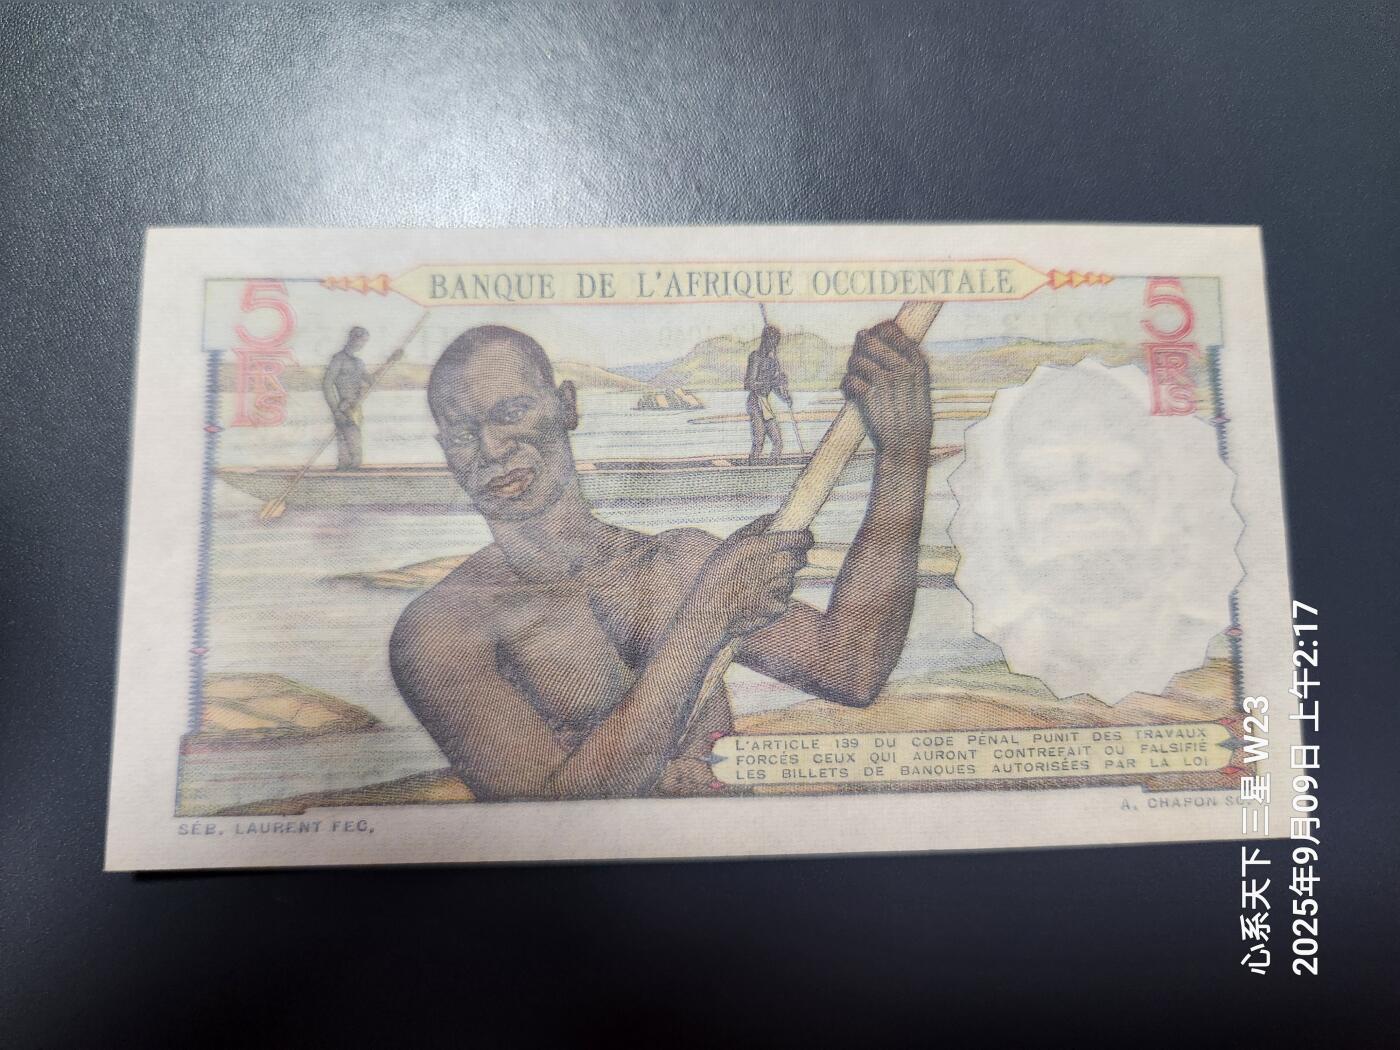 BANQUE DE L'AFRIQUE OCCIDENTALE
5
FRS
5
FRS
L'ARTICLE 139 DU CODE PÉNAL PUNIT DES TRAVAUX
FORCÉS CEUX QUI AURONT CONTREFAIT OU FALSIFIÉ
LES BILLETS DE BANQUES AUTORISÉES PAR LA LOI
SÉB. LAURENT FEC.
A. CHAPON
心系天下 三星 W23
2025年9月09日 上午2:17